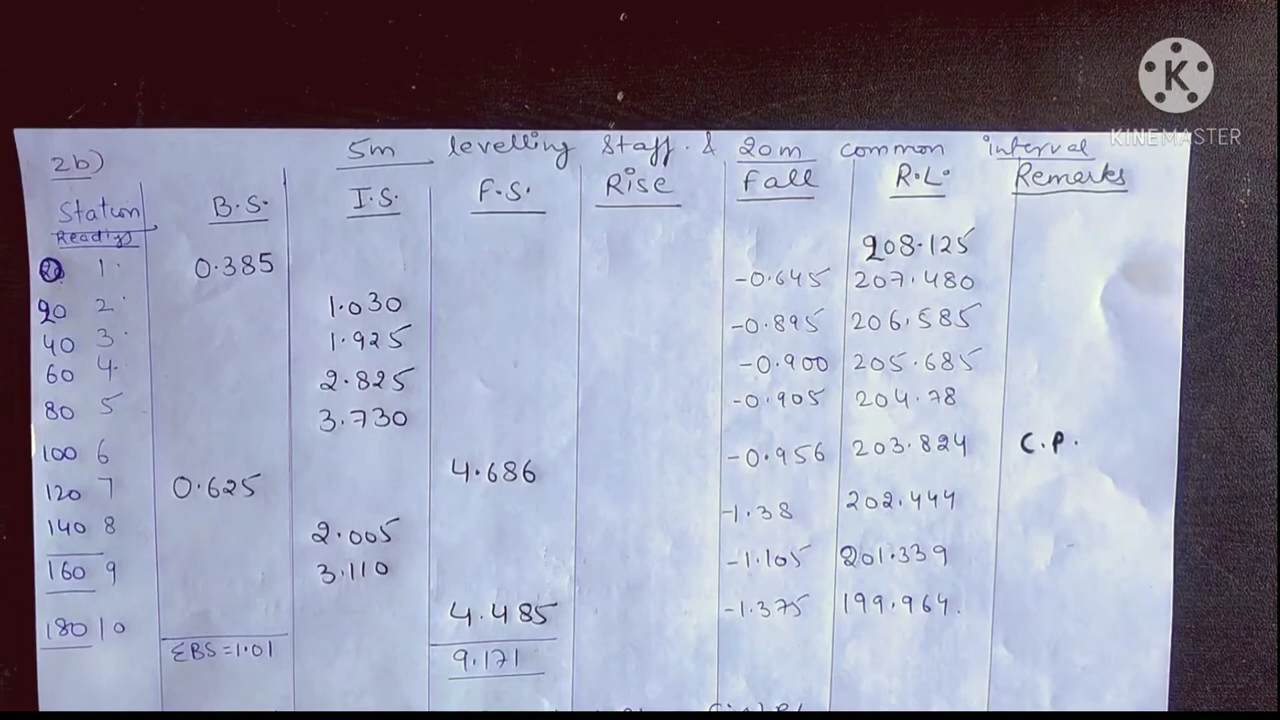 K
KINEMASTER
5m levelling Staff. & 20m common interval
2b)
Station Readings B.S. I.S. F.S. Rise Fall R.L. Remarks
1. 0.385 208.125
20 2. 1.030 -0.645 207.480
40 3. 1.925 -0.895 206.585
60 4. 2.825 -0.900 205.685
80 5 3.730 -0.905 204.78
100 6 4.686 -0.956 203.824 C.P.
120 7 0.625
140 8 2.005 -1.38 202.444
160 9 3.110 -1.105 201.339
180 10 4.485 -1.375 199.964.
ΣBS=1.01 9.171